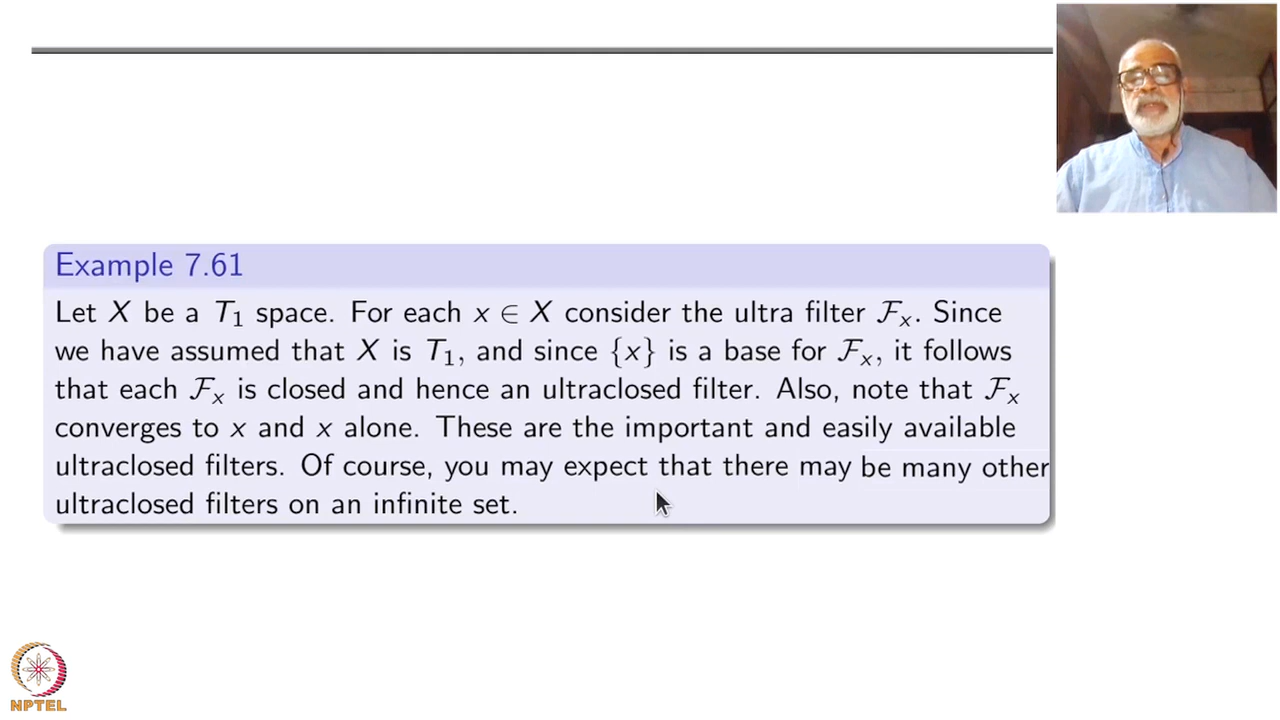 Example 7.61
Let X be a T₁ space. For each x ∈ X consider the ultra filter ℱₓ. Since
we have assumed that X is T₁, and since {x} is a base for ℱₓ, it follows
that each ℱₓ is closed and hence an ultraclosed filter. Also, note that ℱₓ
converges to x and x alone. These are the important and easily available
ultraclosed filters. Of course, you may expect that there may be many other
ultraclosed filters on an infinite set.
NPTEL